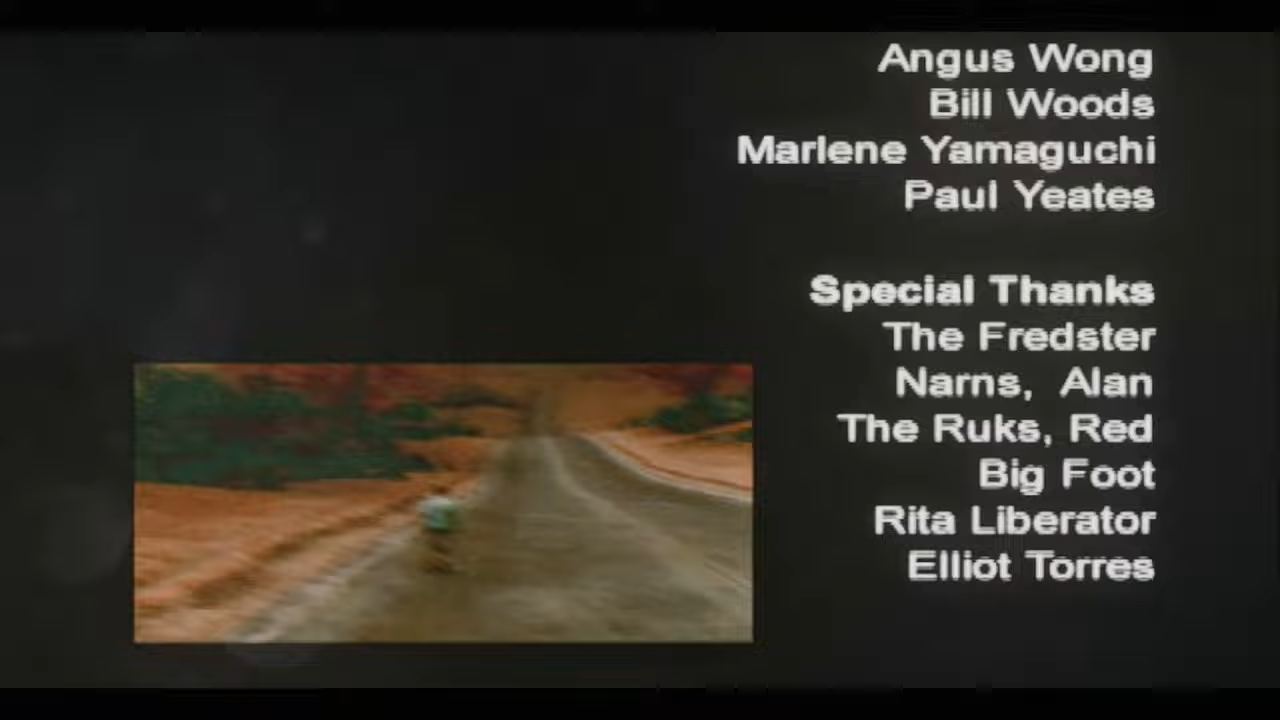 Angus Wong
Bill Woods
Marlene Yamaguchi
Paul Yeates
Special Thanks
The Fredster
Narns, Alan
The Ruks, Red
Big Foot
Rita Liberator
Elliot Torres